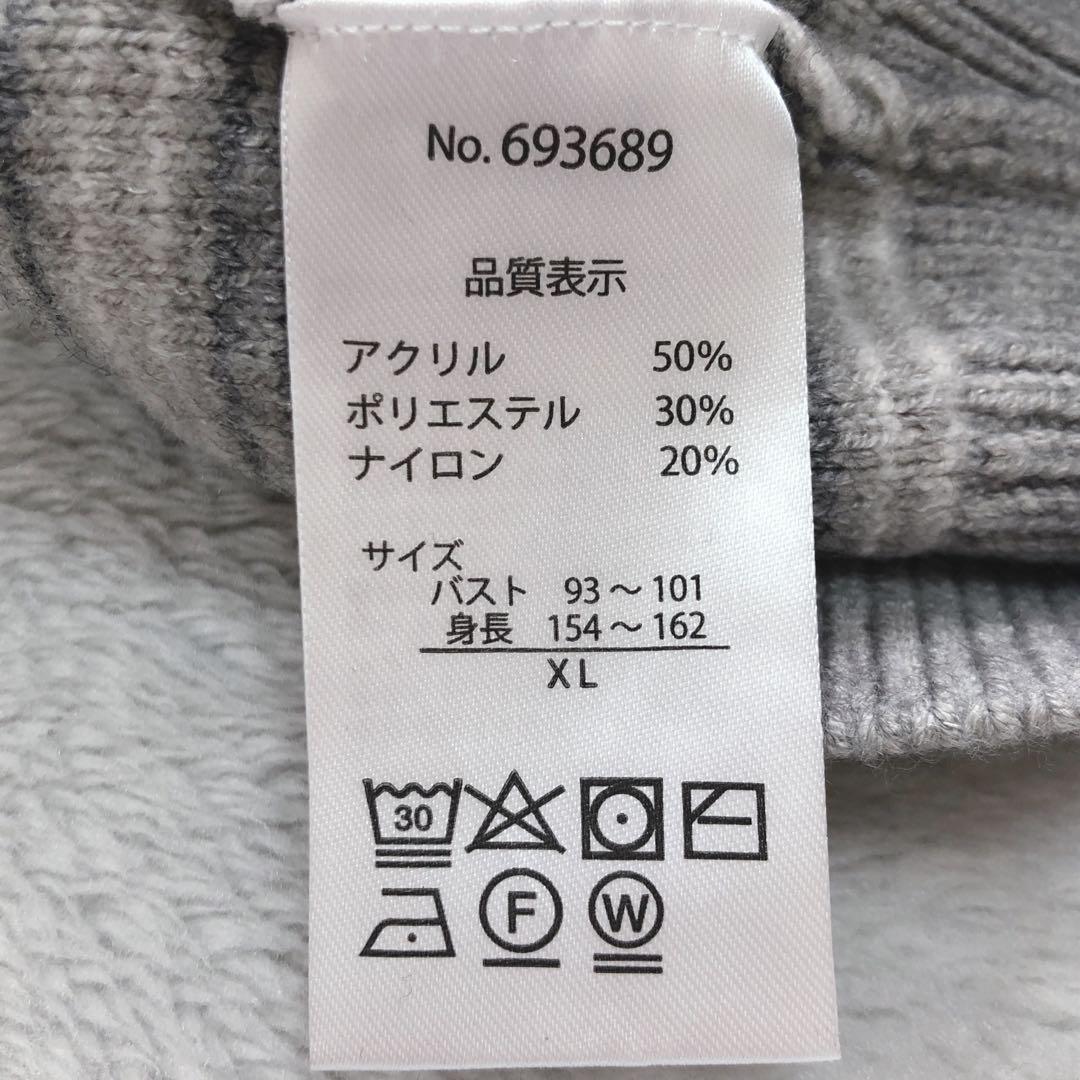 No. 693689
品質表示
アクリル 50%
ポリエステル 30%
ナイロン 20%
サイズ
バスト 93～101
身長 154～162
XL
30
F W